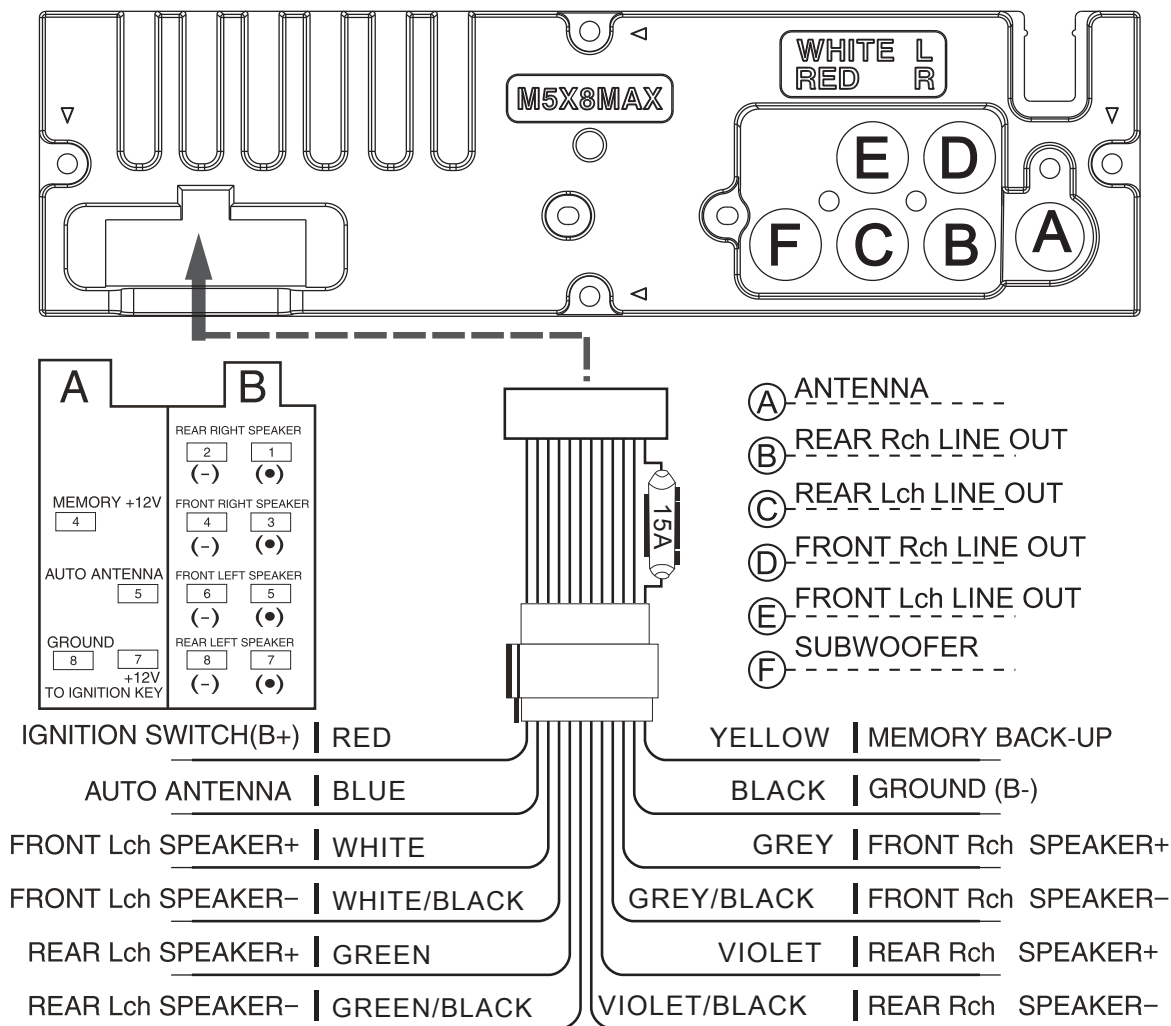 WHITE L
RED R
M5X8MAX
E D
F C B A
A B
REAR RIGHT SPEAKER
2 1
(-) (•)
MEMORY +12V
4
FRONT RIGHT SPEAKER
4 3
(-) (•)
AUTO ANTENNA
5
FRONT LEFT SPEAKER
6 5
(-) (•)
GROUND
8 7
+12V
TO IGNITION KEY
REAR LEFT SPEAKER
8 7
(-) (•)
15A
A ANTENNA
B REAR Rch LINE OUT
C REAR Lch LINE OUT
D FRONT Rch LINE OUT
E FRONT Lch LINE OUT
F SUBWOOFER
IGNITION SWITCH(B+) RED
AUTO ANTENNA BLUE
FRONT Lch SPEAKER+ WHITE
FRONT Lch SPEAKER– WHITE/BLACK
REAR Lch SPEAKER+ GREEN
REAR Lch SPEAKER– GREEN/BLACK
YELLOW MEMORY BACK-UP
BLACK GROUND (B-)
GREY FRONT Rch SPEAKER+
GREY/BLACK FRONT Rch SPEAKER–
VIOLET REAR Rch SPEAKER+
VIOLET/BLACK REAR Rch SPEAKER–